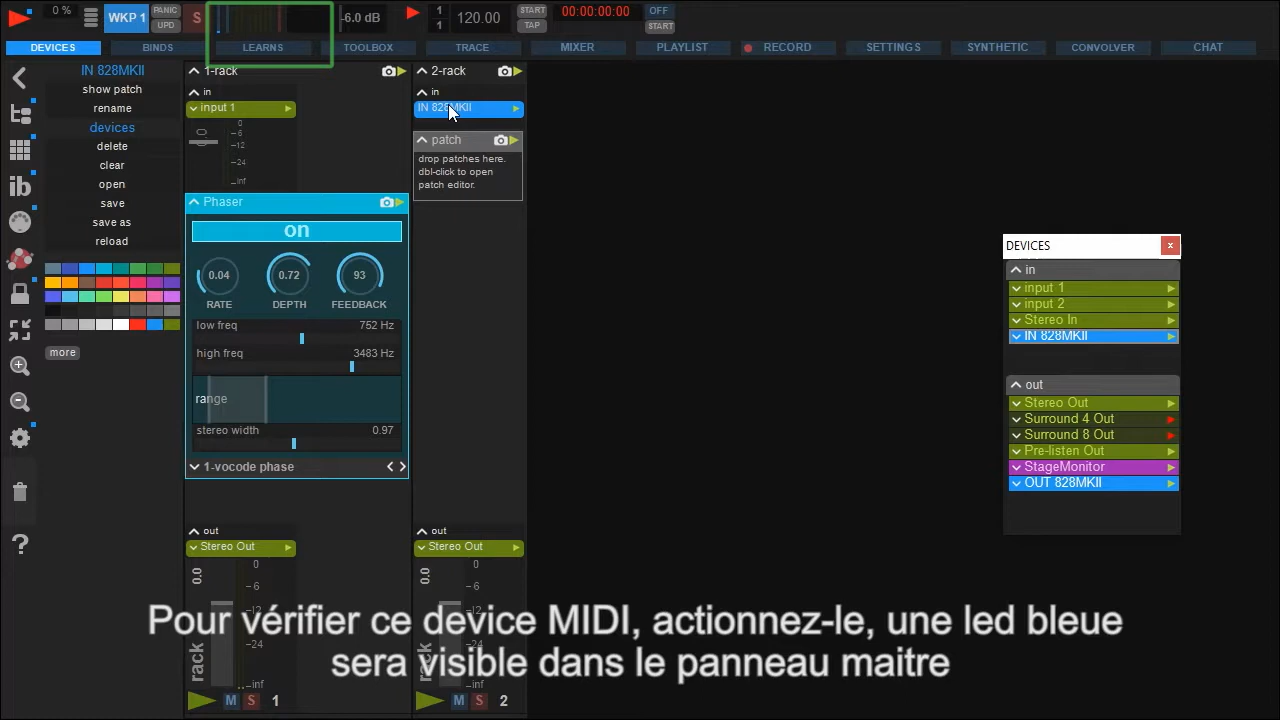 0 %
WKP 1
PANIC
UPD
S
-6.0 dB
1
1
120.00
START
TAP
00:00:00:00
OFF
START
DEVICES
BINDS
LEARNS
TOOLBOX
TRACE
MIXER
PLAYLIST
RECORD
SETTINGS
SYNTHETIC
CONVOLVER
CHAT
IN 828MKII
show patch
rename
devices
delete
clear
open
save
save as
reload
more
ib
?
1-rack
in
input 1
0
-6
-12
-24
-inf
Phaser
on
0.04
0.72
93
RATE
DEPTH
FEEDBACK
low freq 752 Hz
high freq 3483 Hz
range
stereo width 0.97
1-vocode phase
out
Stereo Out
0.0
0
-6
-12
-24
-inf
rack
M S 1
2-rack
in
IN 828MKII
patch
drop patches here.
dbl-click to open
patch editor.
out
Stereo Out
0.0
0
-6
-12
-24
-inf
rack
M S 2
DEVICES x
in
input 1
input 2
Stereo In
IN 828MKII
out
Stereo Out
Surround 4 Out
Surround 8 Out
Pre-listen Out
StageMonitor
OUT 828MKII
Pour vérifier ce device MIDI, actionnez-le, une led bleue
sera visible dans le panneau maitre